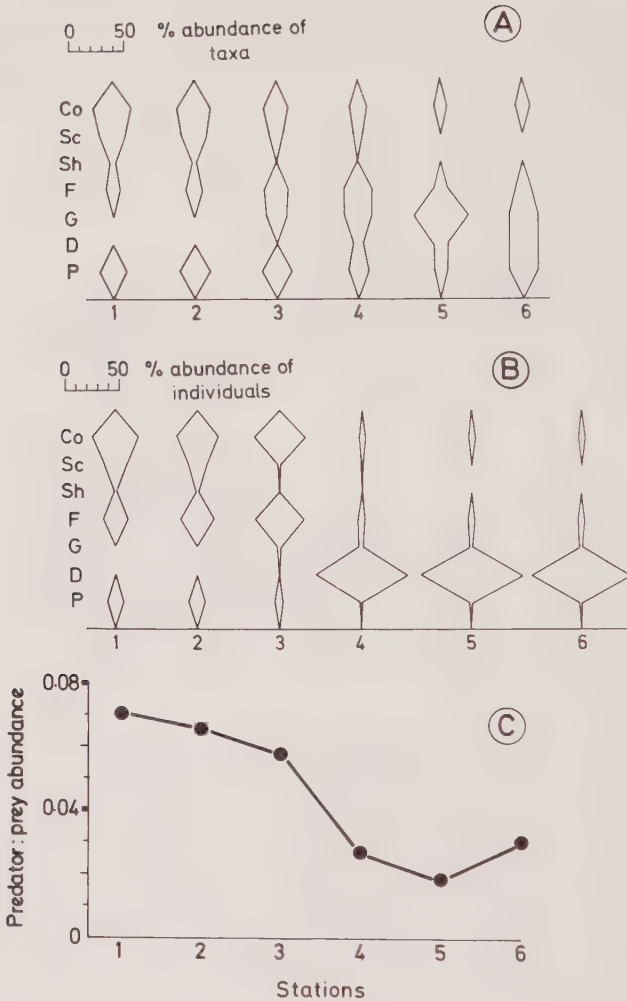 A
0 50 % abundance of
taxa
Co
Sc
Sh
F
G
D
P
1 2 3 4 5 6
B
0 50 % abundance of
individuals
Co
Sc
Sh
F
G
D
P
1 2 3 4 5 6
C
Predator: prey abundance
0·08
0·04
0
1 2 3 4 5 6
Stations